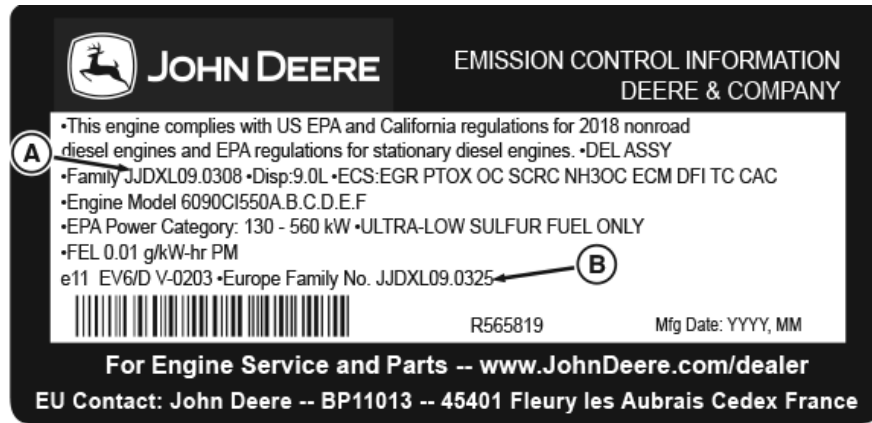 JOHN DEERE
EMISSION CONTROL INFORMATION
DEERE & COMPANY
•This engine complies with US EPA and California regulations for 2018 nonroad
diesel engines and EPA regulations for stationary diesel engines. •DEL ASSY
A
•Family JJDXL09.0308 •Disp:9.0L •ECS:EGR PTOX OC SCRC NH3OC ECM DFI TC CAC
•Engine Model 6090CI550A.B.C.D.E.F
•EPA Power Category: 130 - 560 kW •ULTRA-LOW SULFUR FUEL ONLY
•FEL 0.01 g/kW-hr PM
e11 EV6/D V-0203 •Europe Family No. JJDXL09.0325
B
R565819
Mfg Date: YYYY, MM
For Engine Service and Parts -- www.JohnDeere.com/dealer
EU Contact: John Deere -- BP11013 -- 45401 Fleury les Aubrais Cedex France